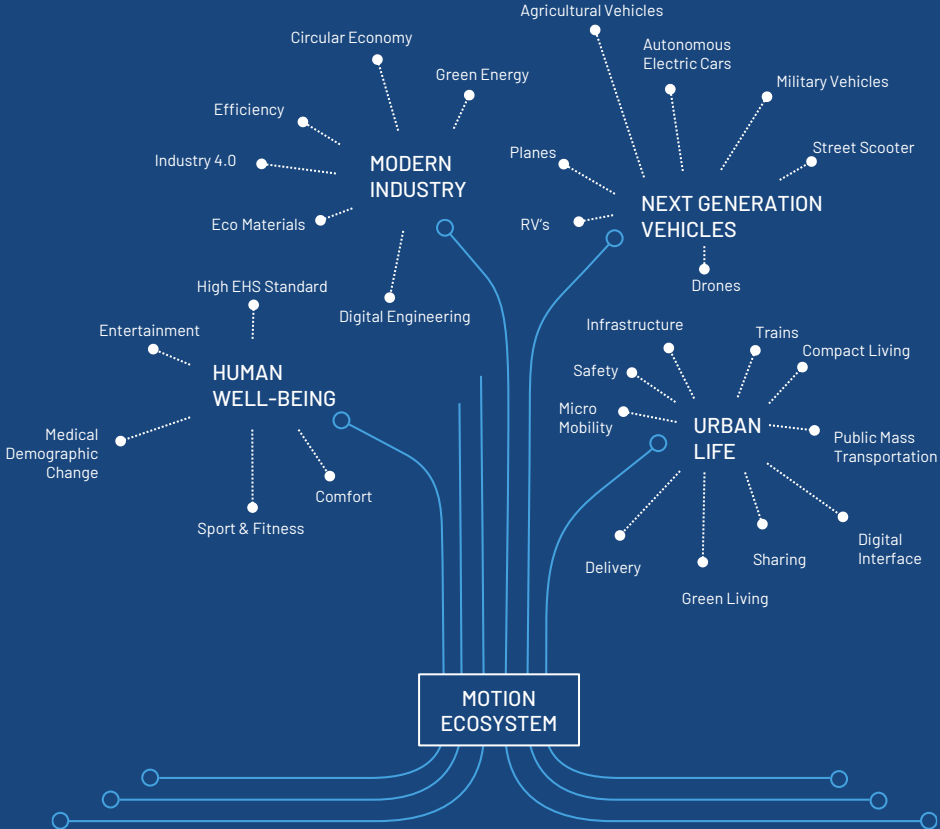 Agricultural Vehicles
Circular Economy
Autonomous
Electric Cars
Green Energy
Military Vehicles
Efficiency
Industry 4.0
MODERN
INDUSTRY
Planes
Street Scooter
NEXT GENERATION
VEHICLES
Eco Materials
RV's
Drones
High EHS Standard
Digital Engineering
Entertainment
HUMAN
WELL-BEING
Medical
Demographic
Change
Comfort
Sport & Fitness
Infrastructure
Trains
Compact Living
Safety
Micro
Mobility
URBAN
LIFE
Public Mass
Transportation
Digital
Interface
Sharing
Delivery
Green Living
MOTION
ECOSYSTEM